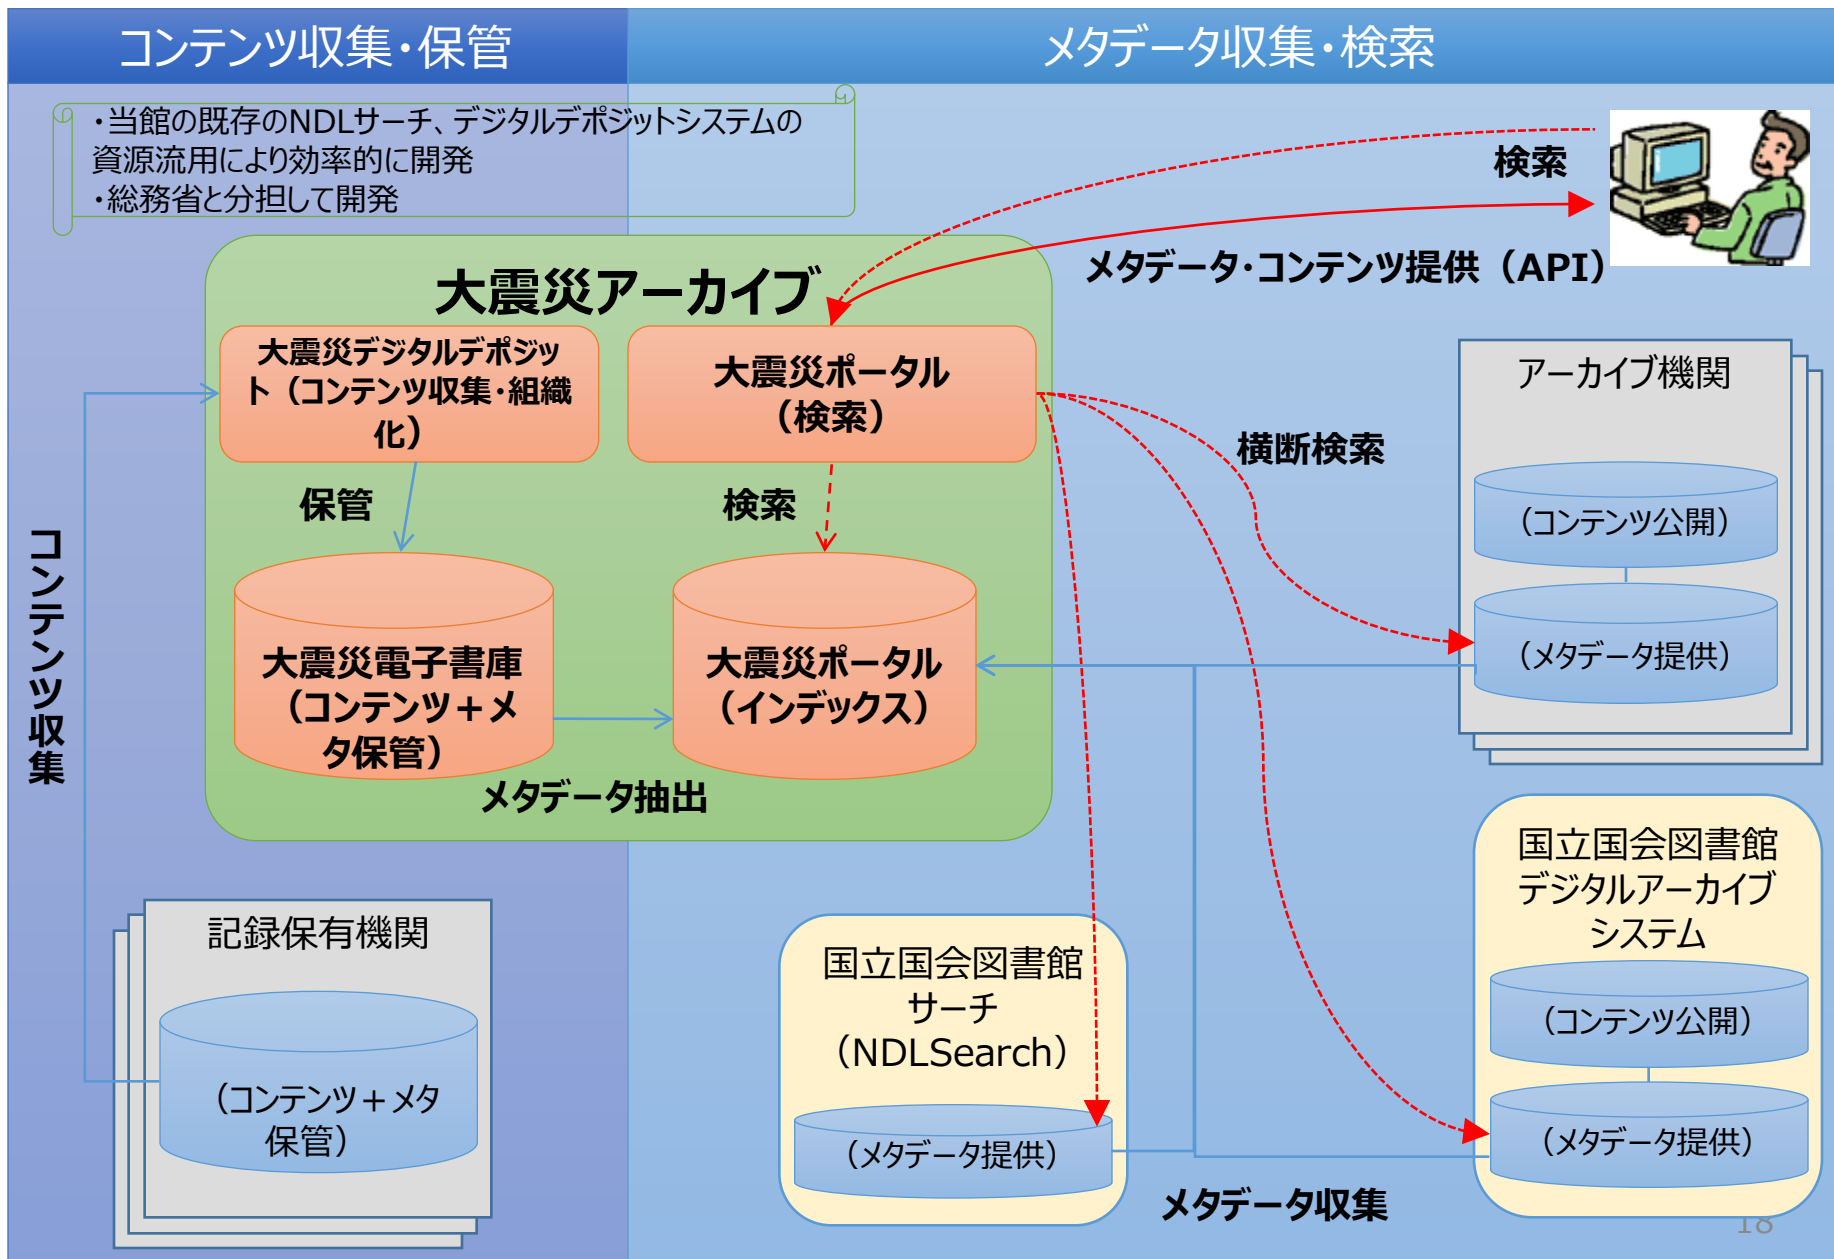 コンテンツ収集・保管
メタデータ収集・検索
・当館の既存のNDLサーチ、デジタルデポジットシステムの
資源流用により効率的に開発
・総務省と分担して開発
検索
メタデータ・コンテンツ提供（API）
大震災アーカイブ
大震災デジタルデポジッ
ト（コンテンツ収集・組織
化）
大震災ポータル
（検索）
アーカイブ機関
横断検索
保管
検索
（コンテンツ公開）
コンテンツ収集
大震災電子書庫
（コンテンツ＋メ
タ保管）
大震災ポータル
（インデックス）
（メタデータ提供）
メタデータ抽出
記録保有機関
（コンテンツ＋メタ
保管）
国立国会図書館
サーチ
（NDLSearch）
（メタデータ提供）
国立国会図書館
デジタルアーカイブ
システム
（コンテンツ公開）
（メタデータ提供）
メタデータ収集
18